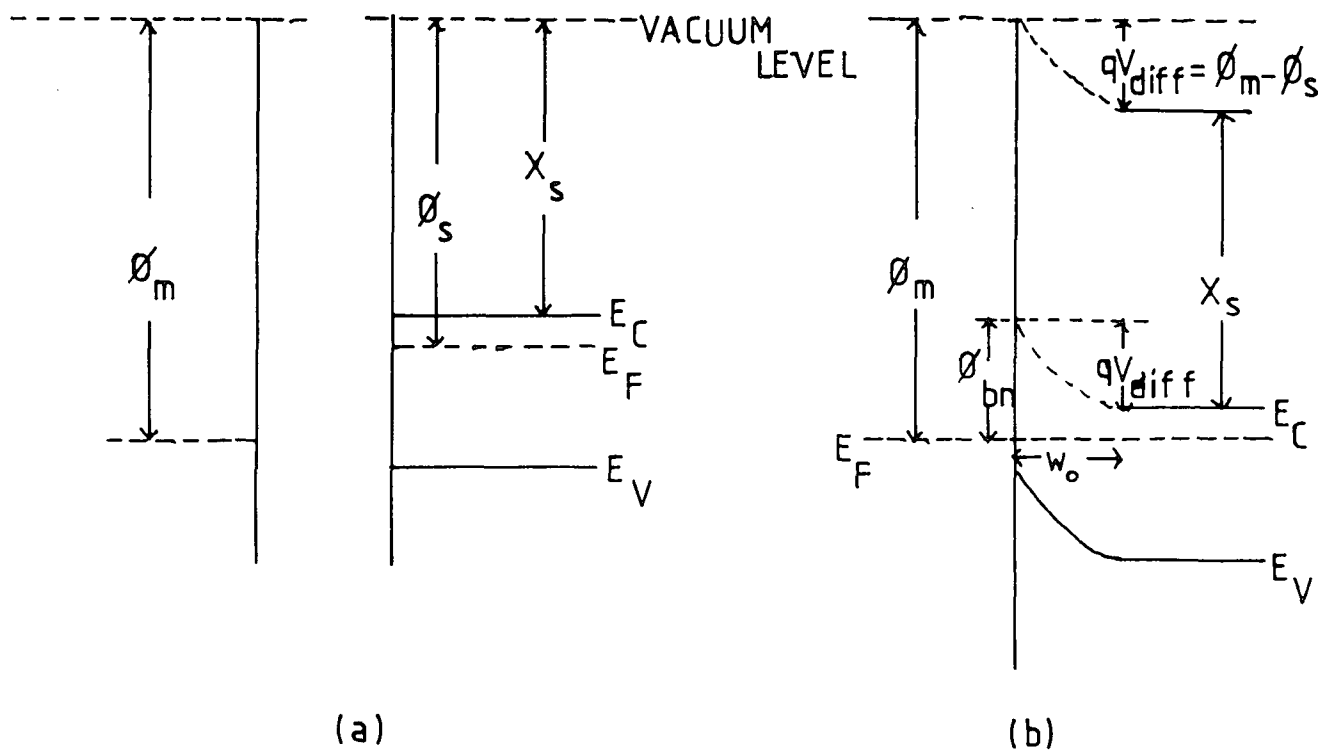 VACUUM
LEVEL
Øm
Øs
Xs
EC
EF
EV
(a)
qVdiff = Øm - Øs
Øm
Xs
Øbn
qVdiff
EC
EF
Wo
EV
(b)